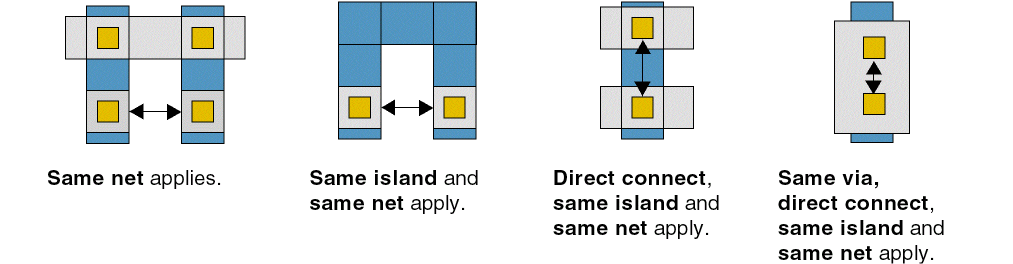 Same net applies.
Same island and
same net apply.
Direct connect,
same island and
same net apply.
Same via,
direct connect,
same island and
same net apply.